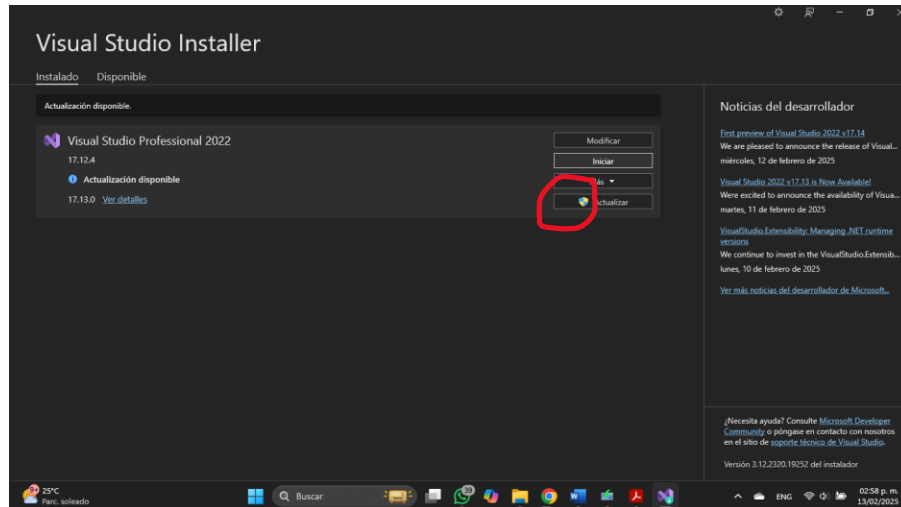 Visual Studio Installer
Instalado Disponible
Actualización disponible.
Visual Studio Professional 2022
17.12.4
Actualización disponible
17.13.0 Ver detalles
Modificar
Iniciar
ás
Actualizar
Noticias del desarrollador
First preview of Visual Studio 2022 v17.14
We are pleased to announce the release of Visual...
miércoles, 12 de febrero de 2025
Visual Studio 2022 v17.13 is Now Available!
Were excited to announce the availability of Visua...
martes, 11 de febrero de 2025
VisualStudio.Extensibility: Managing .NET runtime
versions
We continue to invest in the VisualStudio.Extensib...
lunes, 10 de febrero de 2025
Ver más noticias del desarrollador de Microsoft...
¿Necesita ayuda? Consulte Microsoft Developer
Community o póngase en contacto con nosotros
en el sitio de soporte técnico de Visual Studio.
Versión 3.12.2320.19252 del instalador
9+
25°C
Parc. soleado
Buscar
39
ENG
02:58 p. m.
13/02/2025